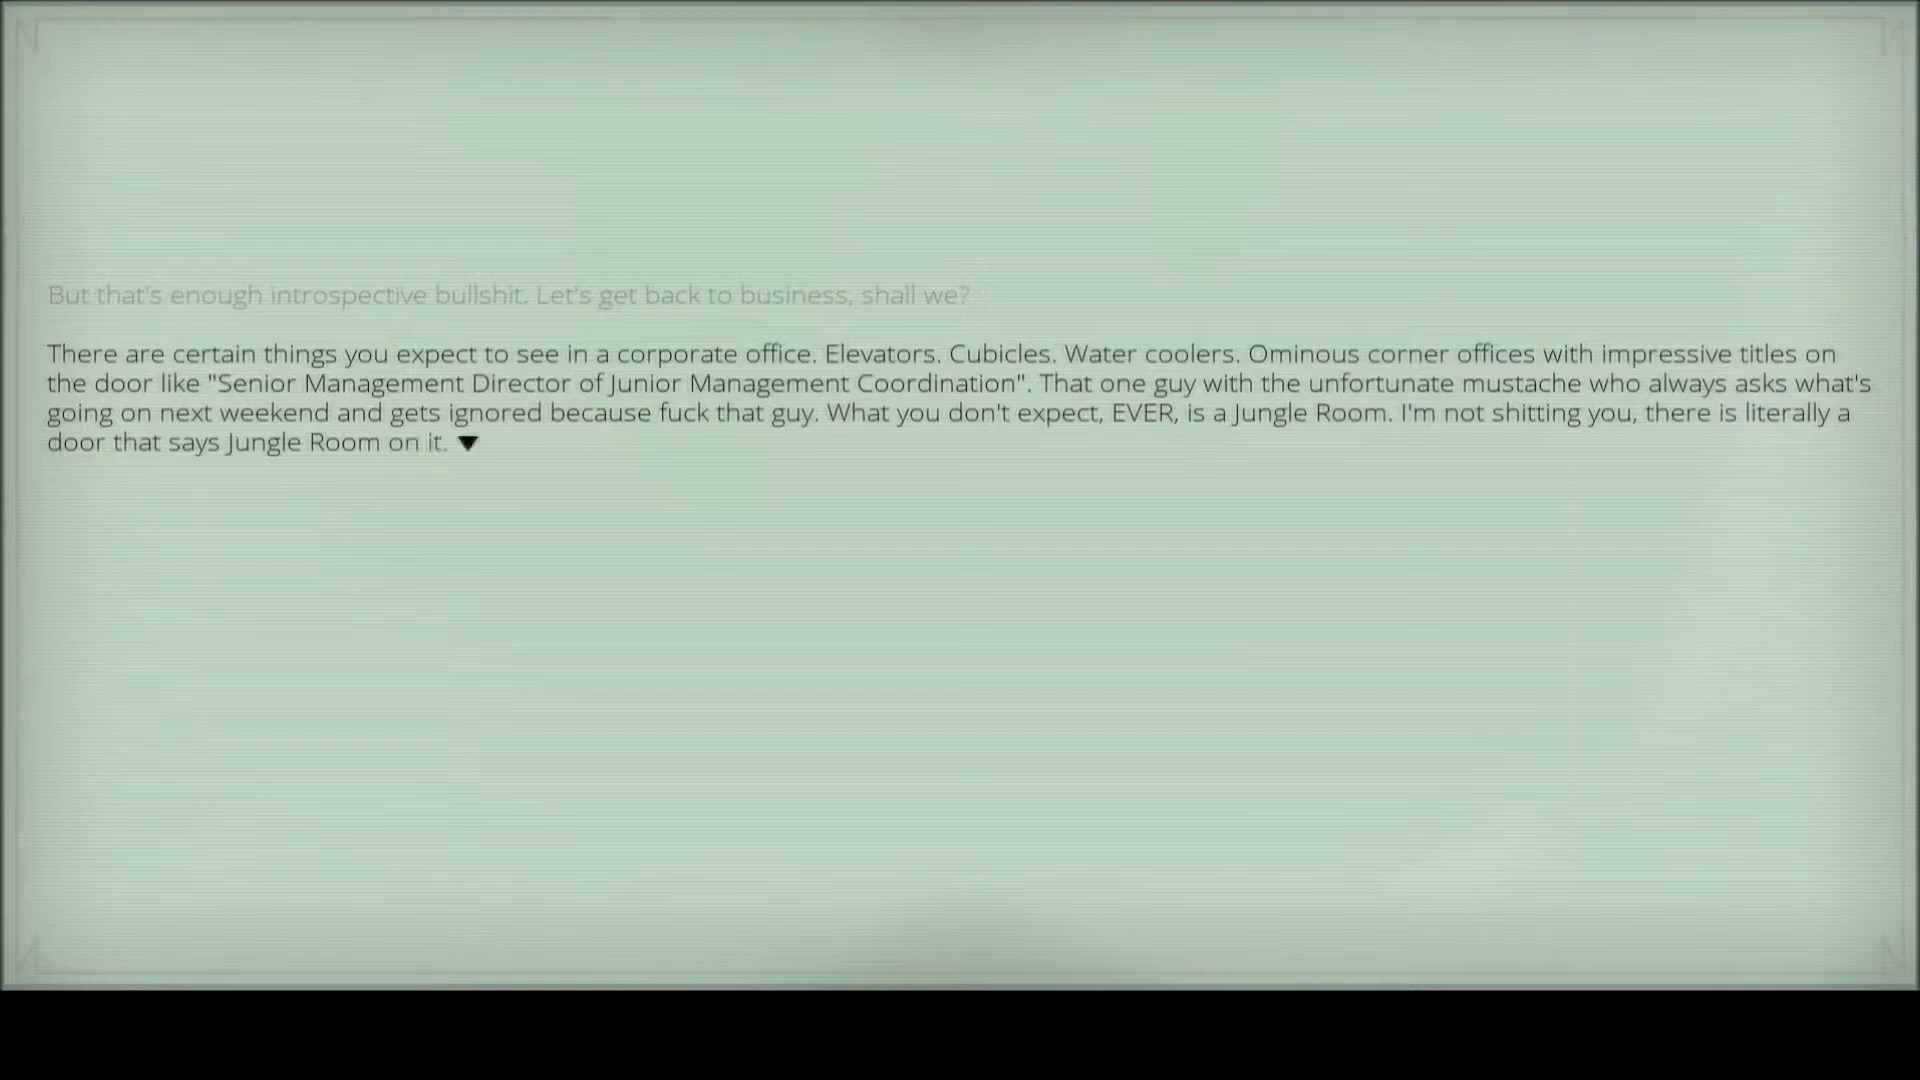 But that's enough introspective bullshit. Let's get back to business, shall we?
There are certain things you expect to see in a corporate office. Elevators. Cubicles. Water coolers. Ominous corner offices with impressive titles on
the door like "Senior Management Director of Junior Management Coordination". That one guy with the unfortunate mustache who always asks what's
going on next weekend and gets ignored because fuck that guy. What you don't expect, EVER, is a Jungle Room. I'm not shitting you, there is literally a
door that says Jungle Room on it.